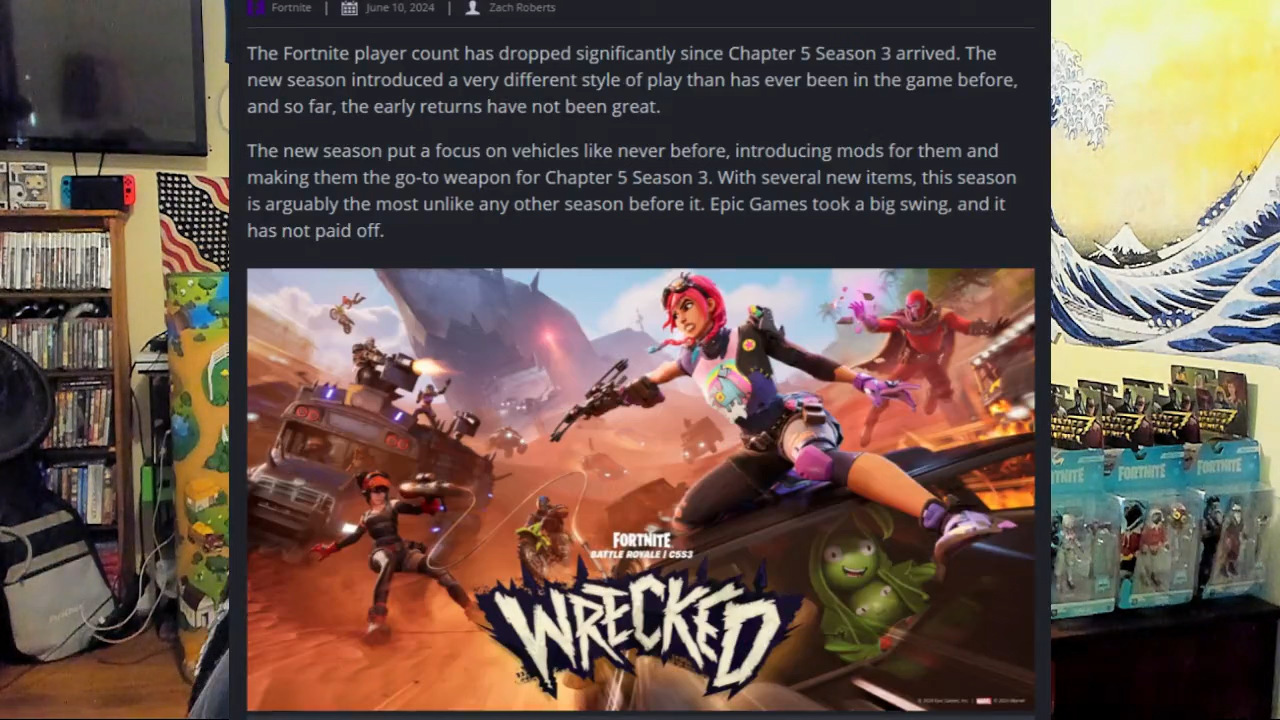 Fortnite | June 10, 2024 | Zach Roberts
The Fortnite player count has dropped significantly since Chapter 5 Season 3 arrived. The
new season introduced a very different style of play than has ever been in the game before,
and so far, the early returns have not been great.
The new season put a focus on vehicles like never before, introducing mods for them and
making them the go-to weapon for Chapter 5 Season 3. With several new items, this season
is arguably the most unlike any other season before it. Epic Games took a big swing, and it
has not paid off.
FORTNITE
BATTLE ROYALE | C5S3
WRECKED
FORTNITE
FORTNITE